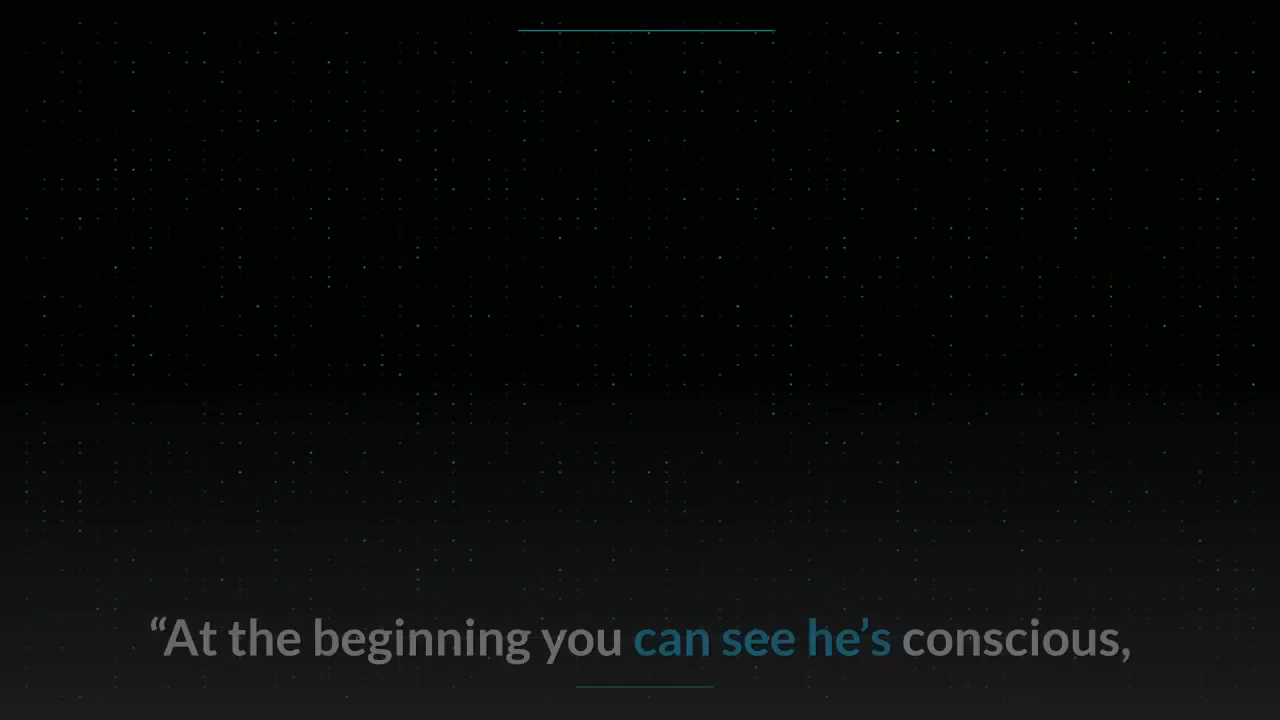 “At the beginning you can see he’s conscious,